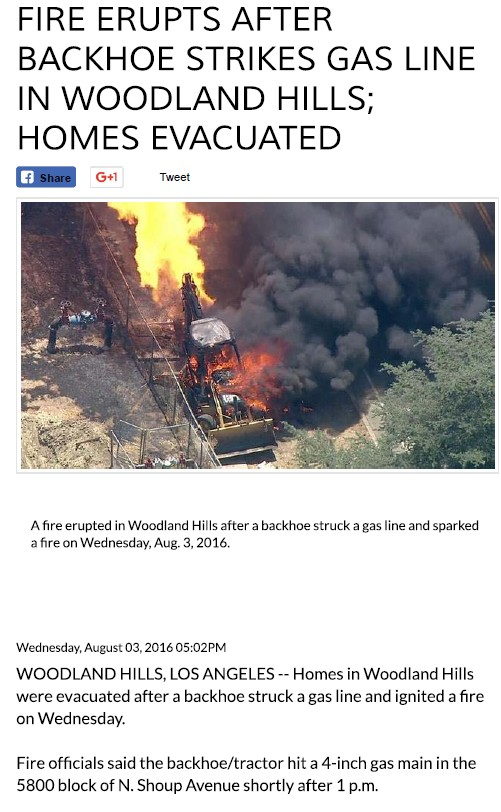 FIRE ERUPTS AFTER
BACKHOE STRIKES GAS LINE
IN WOODLAND HILLS;
HOMES EVACUATED
Share G+1 Tweet
A fire erupted in Woodland Hills after a backhoe struck a gas line and sparked
a fire on Wednesday, Aug. 3, 2016.
Wednesday, August 03, 2016 05:02PM
WOODLAND HILLS, LOS ANGELES -- Homes in Woodland Hills
were evacuated after a backhoe struck a gas line and ignited a fire
on Wednesday.
Fire officials said the backhoe/tractor hit a 4-inch gas main in the
5800 block of N. Shoup Avenue shortly after 1 p.m.